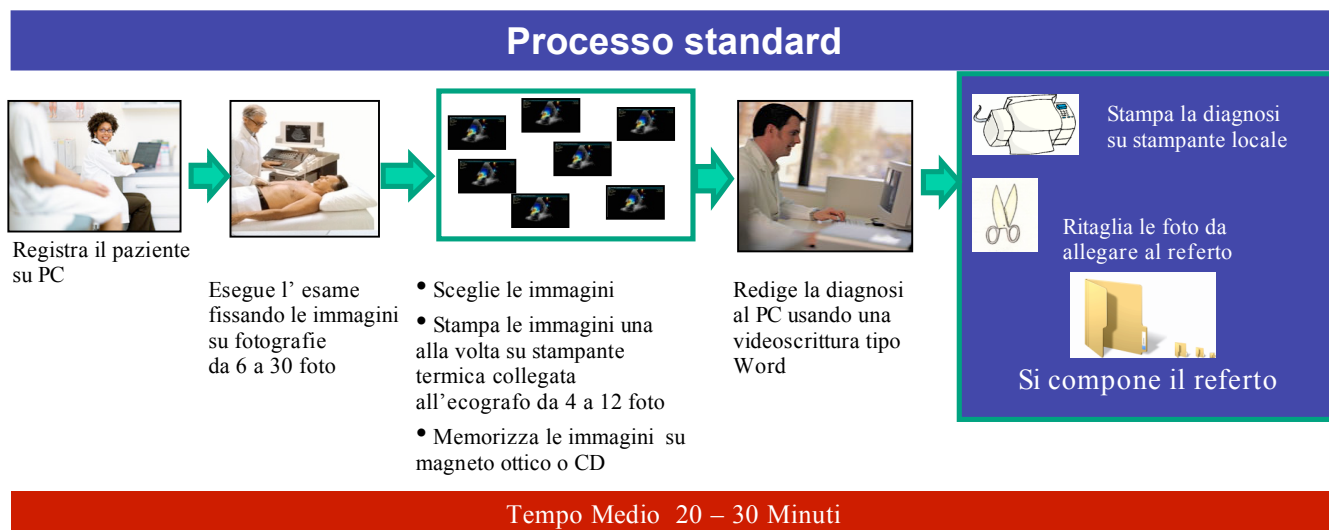 Processo standard
Registra il paziente
su PC
Esegue l’ esame
fissando le immagini
su fotografie
da 6 a 30 foto
• Sceglie le immagini
• Stampa le immagini una
alla volta su stampante
termica collegata
all’ecografo da 4 a 12 foto
• Memorizza le immagini su
magneto ottico o CD
Redige la diagnosi
al PC usando una
videoscrittura tipo
Word
Stampa la diagnosi
su stampante locale
Ritaglia le foto da
allegare al referto
Si compone il referto
Tempo Medio 20 – 30 Minuti